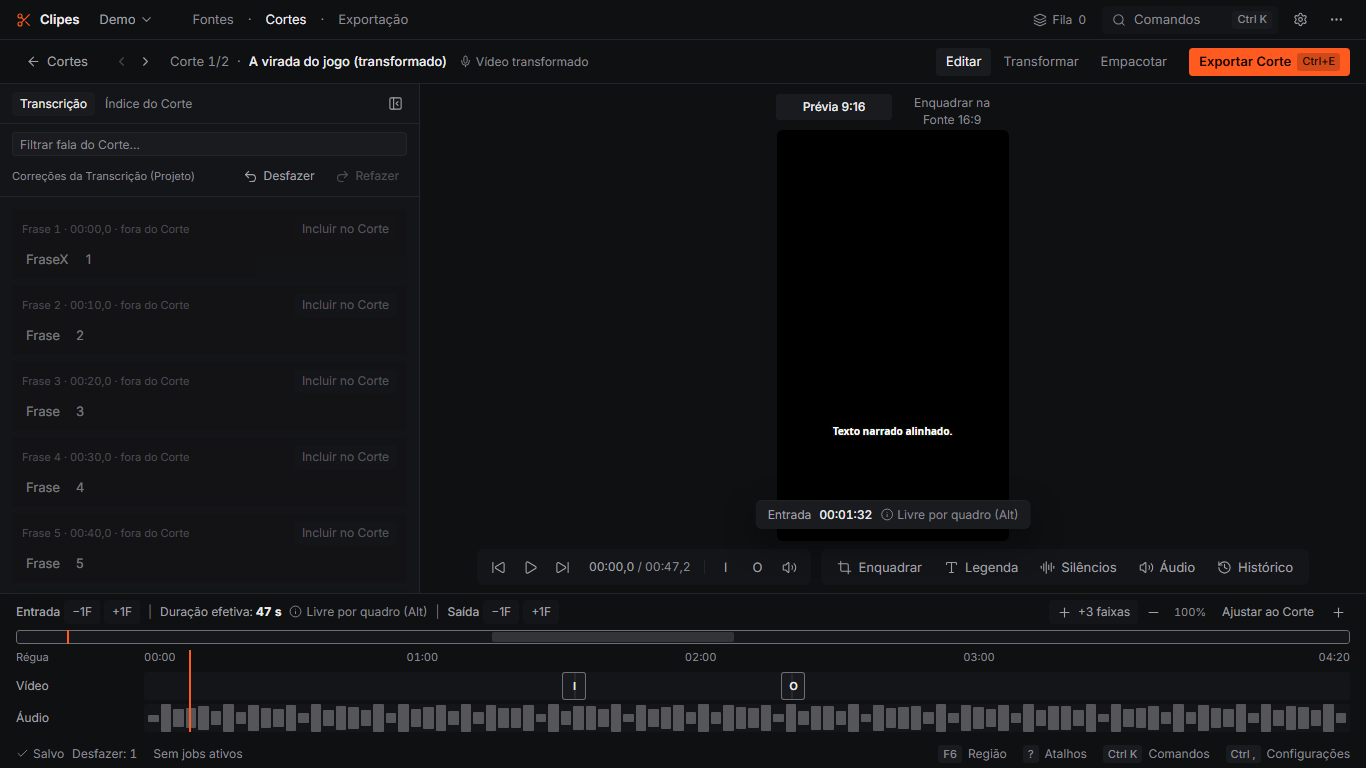 Clipes Demo Fontes · Cortes · Exportação Fila 0 Comandos Ctrl K
Cortes Corte 1/2 · A virada do jogo (transformado) Vídeo transformado Editar Transformar Empacotar Exportar Corte Ctrl+E
Transcrição Índice do Corte
Filtrar fala do Corte...
Correções da Transcrição (Projeto) Desfazer Refazer
Frase 1 · 00:00,0 · fora do Corte Incluir no Corte
FraseX 1
Frase 2 · 00:10,0 · fora do Corte Incluir no Corte
Frase 2
Frase 3 · 00:20,0 · fora do Corte Incluir no Corte
Frase 3
Frase 4 · 00:30,0 · fora do Corte Incluir no Corte
Frase 4
Frase 5 · 00:40,0 · fora do Corte Incluir no Corte
Frase 5
Prévia 9:16
Enquadrar na
Fonte 16:9
Texto narrado alinhado.
Entrada 00:01:32 Livre por quadro (Alt)
00:00,0 / 00:47,2 I O Enquadrar Legenda Silêncios Áudio Histórico
Entrada −1F +1F Duração efetiva: 47 s Livre por quadro (Alt) Saída −1F +1F +3 faixas 100% Ajustar ao Corte
Régua 00:00 01:00 02:00 03:00 04:20
Vídeo I O
Áudio
Salvo Desfazer: 1 Sem jobs ativos F6 Região ? Atalhos Ctrl K Comandos Ctrl , Configurações